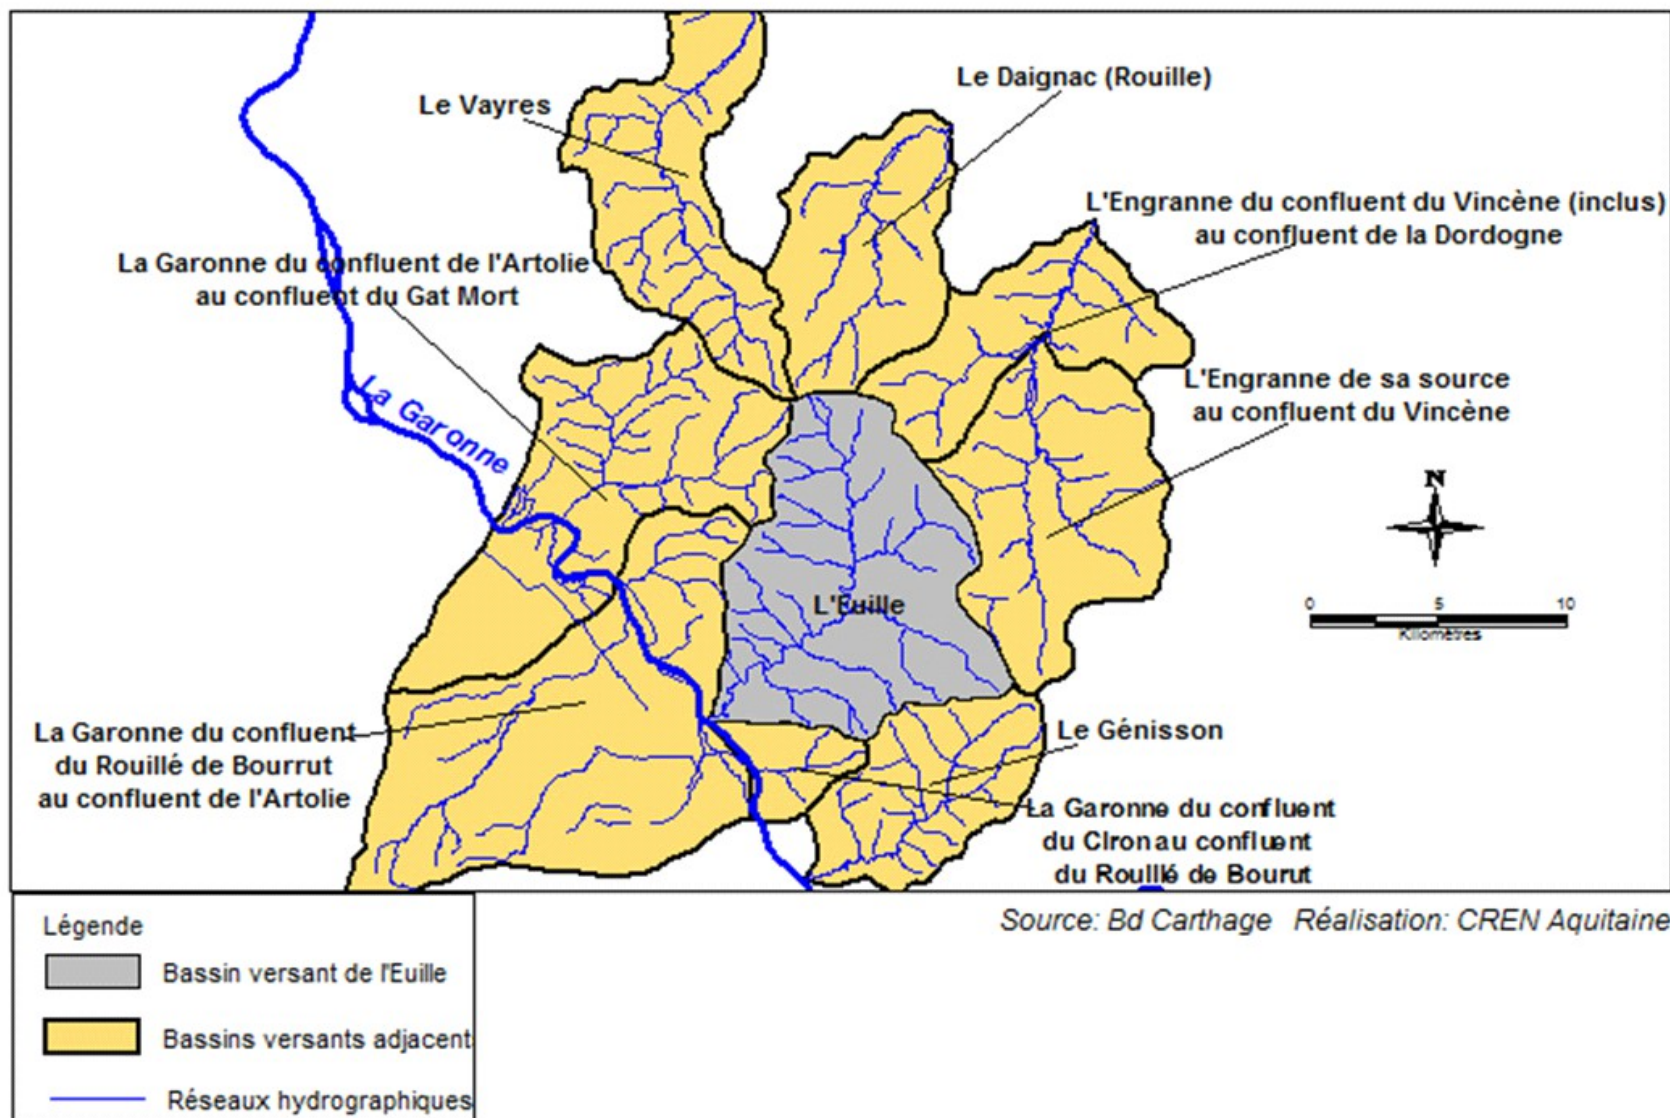 Le Daignac (Rouille)
Le Vayres
L'Engranne du confluent du Vincène (inclus)
au confluent de la Dordogne
La Garonne du confluent de l'Artolie
au confluent du Gat Mort
La Garonne
L'Engranne de sa source
au confluent du Vincène
N
0 5 10
Kilomètres
L'Euille
La Garonne du confluent
du Rouillé de Bourrut
au confluent de l'Artolie
Le Génisson
La Garonne du confluent
du Ciron au confluent
du Rouillé de Bourut
Source: Bd Carthage Réalisation: CREN Aquitaine
Légende
Bassin versant de l'Euille
Bassins versants adjacent
Réseaux hydrographiques